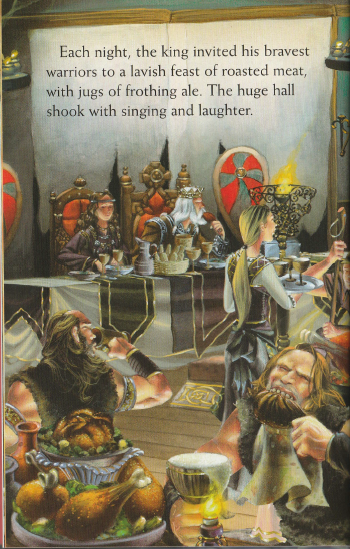 Each night, the king invited his bravest
warriors to a lavish feast of roasted meat,
with jugs of frothing ale. The huge hall
shook with singing and laughter.